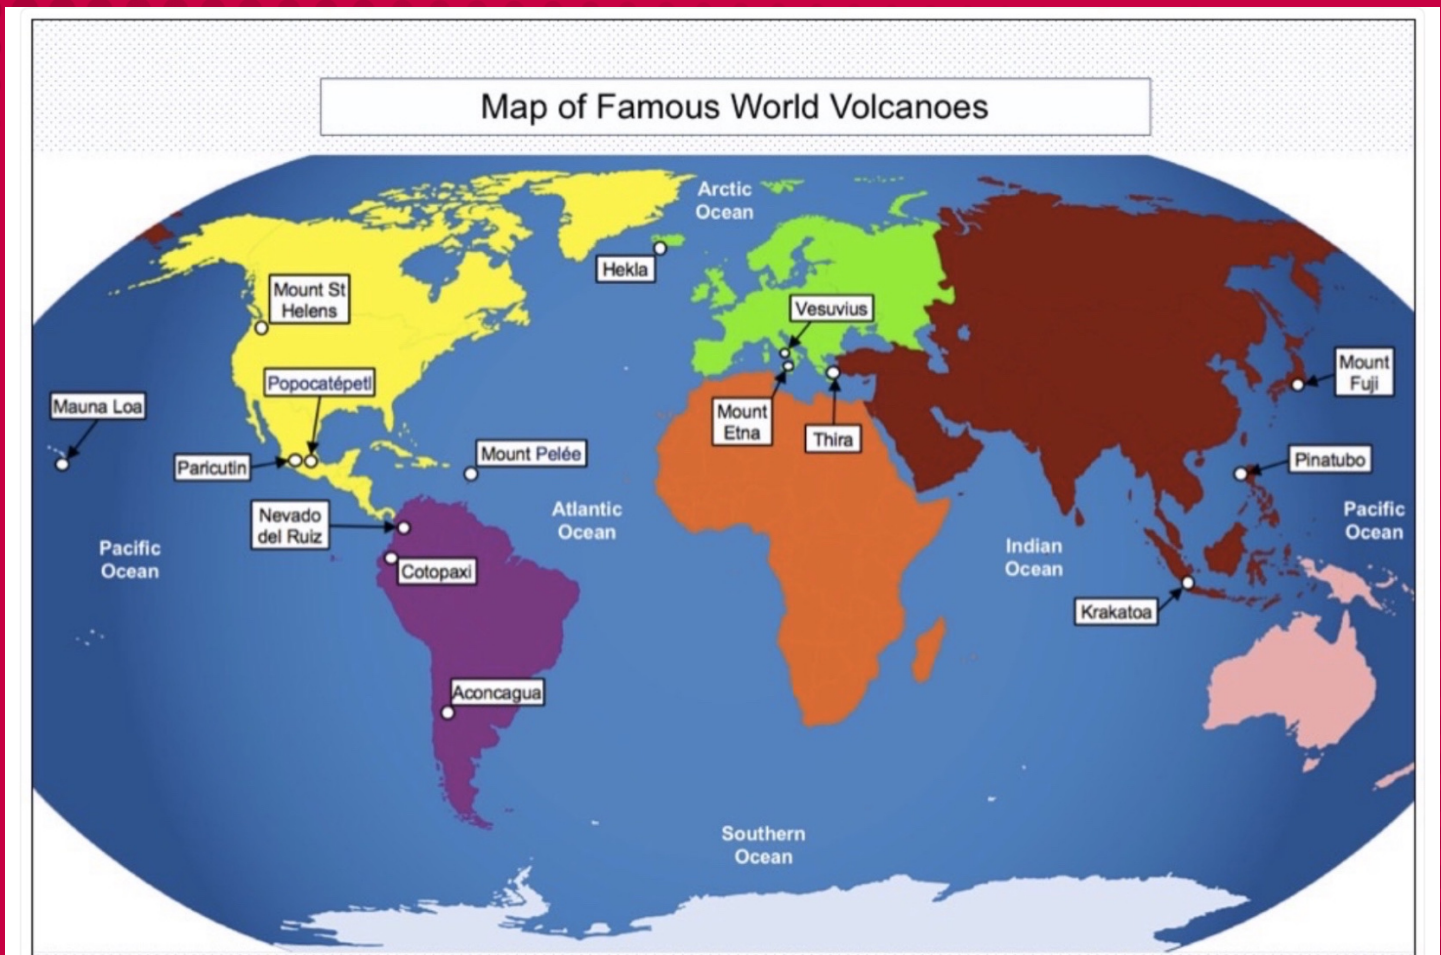 Map of Famous World Volcanoes
Arctic
Ocean
Hekla
Mount St
Helens
Vesuvius
Popocatépetl
Mount
Fuji
Mauna Loa
Mount
Etna
Thira
Paricutin
Mount Pelée
Pinatubo
Nevado
del Ruiz
Atlantic
Ocean
Pacific
Ocean
Pacific
Ocean
Indian
Ocean
Cotopaxi
Krakatoa
Aconcagua
Southern
Ocean